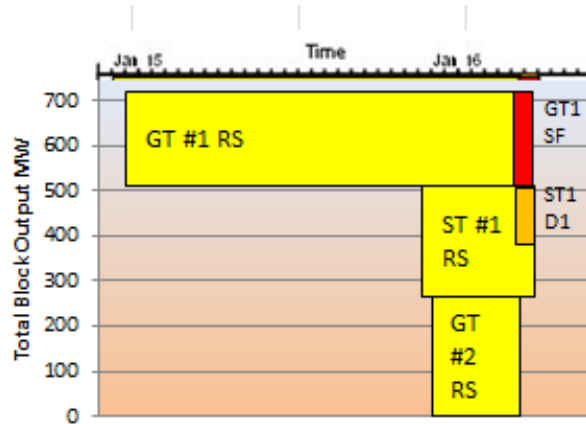 Time
Jan 15
Jan 16
Total Block Output MW
700
600
500
400
300
200
100
0
GT #1 RS
GT1
SF
ST #1
RS
ST1
D1
GT
#2
RS